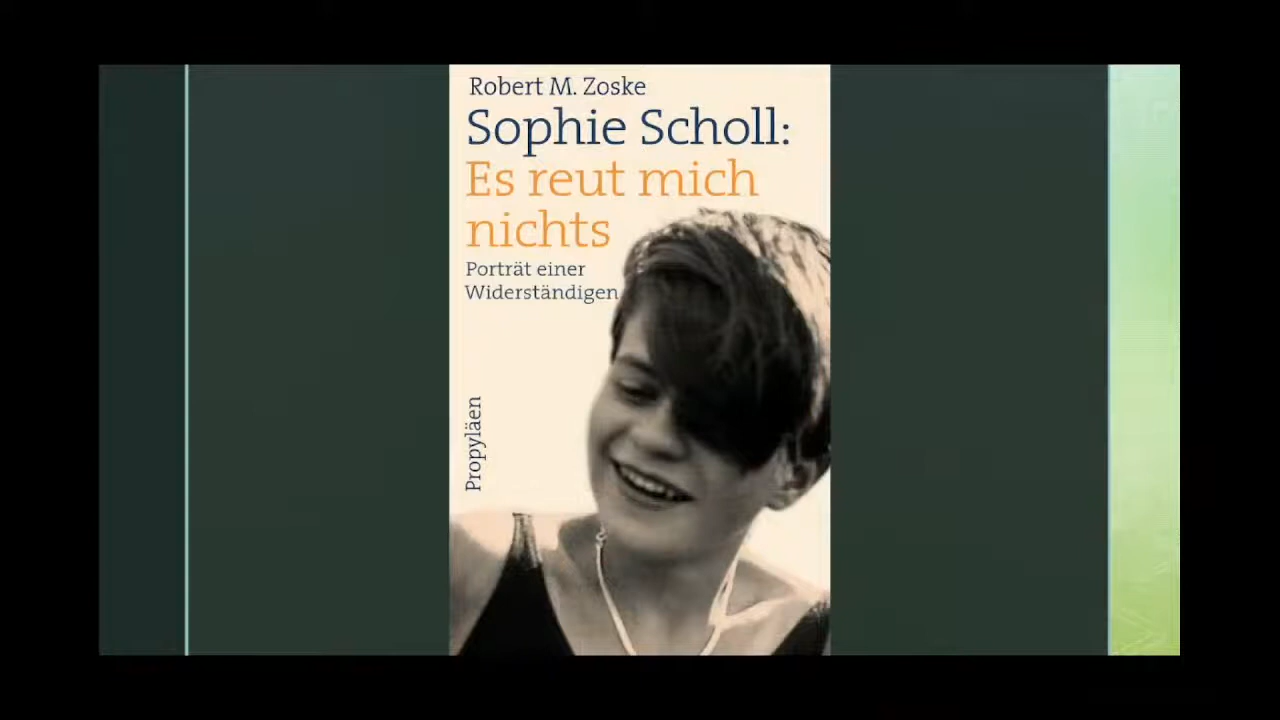 Robert M. Zoske
Sophie Scholl:
Es reut mich
nichts
Porträt einer
Widerständigen
Propyläen